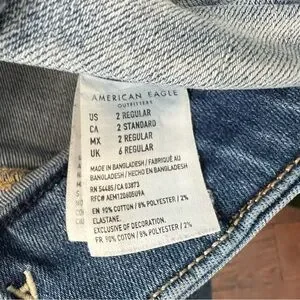 AMERICAN EAGLE
OUTFITTERS
US 2 REGULAR
CA 2 STANDARD
MX 2 REGULAR
UK 6 REGULAR
MADE IN BANGLADESH / FABRIQUÉ AU
BANGLADESH / HECHO EN BANGLADESH
RN 54485/CA 03873
RFC# AEM120605U9A
EN 90% COTTON / 8% POLYESTER / 2%
ELASTANE.
EXCLUSIVE OF DECORATION.
FR 90% COTON / 8% POLYESTER / 2%